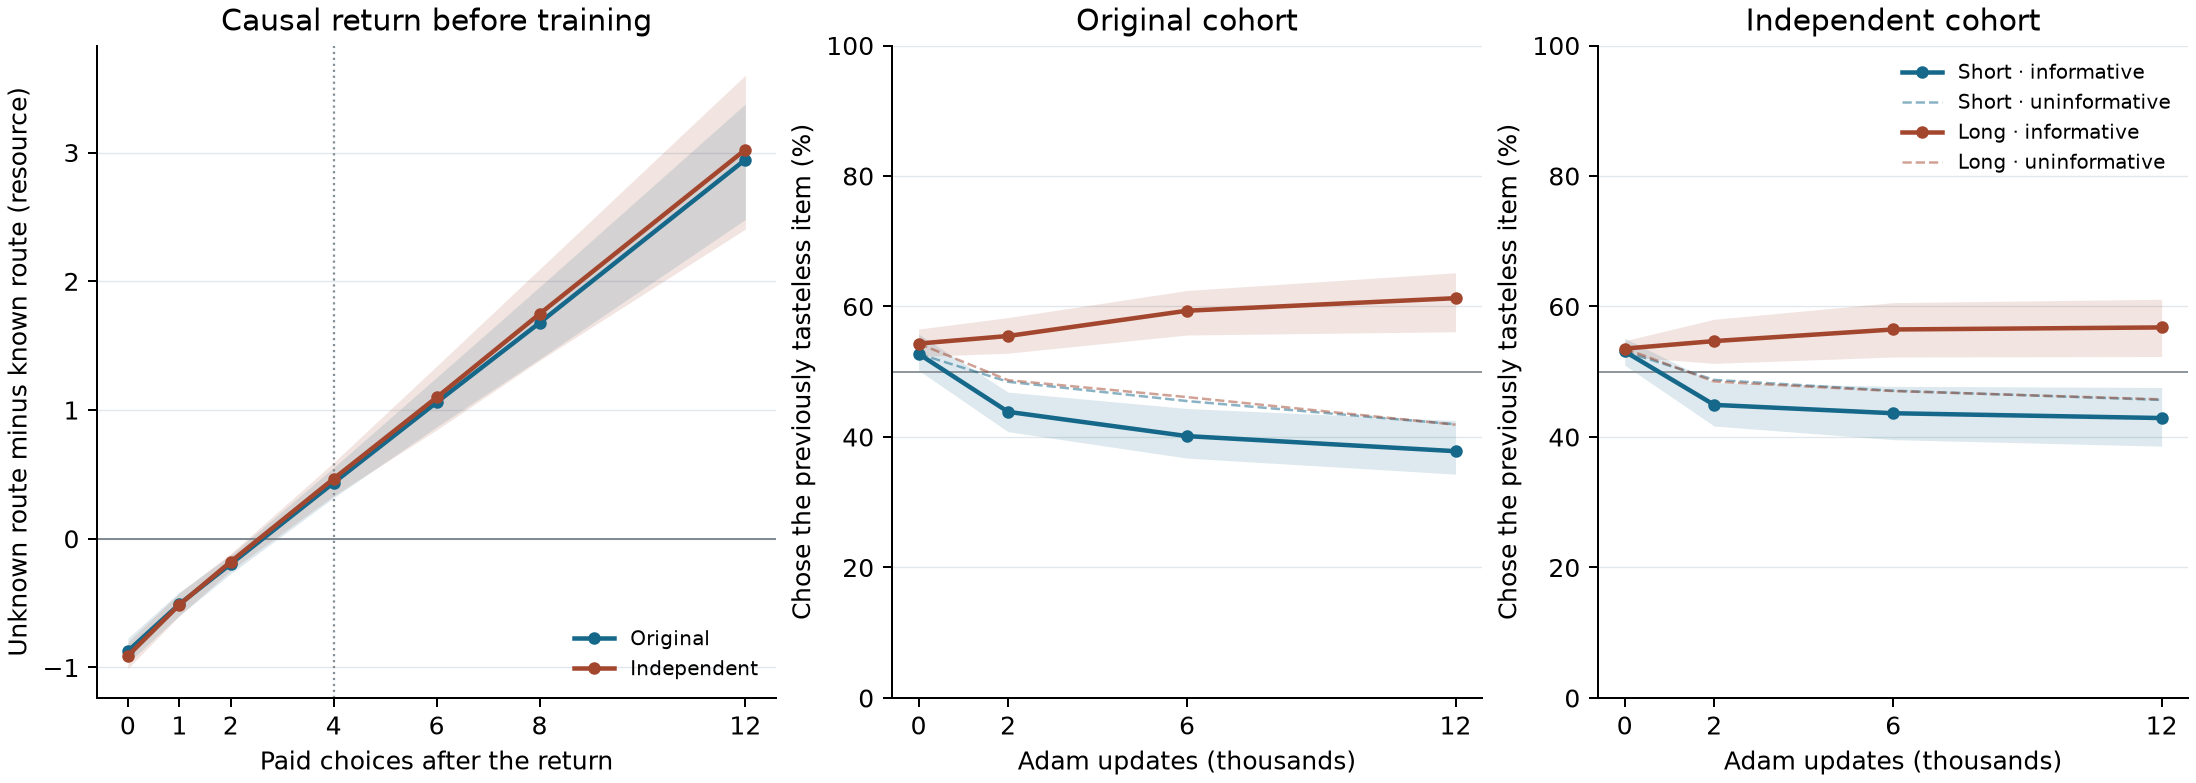 Causal return before training
Unknown route minus known route (resource)
3
2
1
0
−1
Original
Independent
0 1 2 4 6 8 12
Paid choices after the return
Original cohort
Chose the previously tasteless item (%)
100
80
60
40
20
0
0 2 6 12
Adam updates (thousands)
Independent cohort
Chose the previously tasteless item (%)
100
80
60
40
20
0
Short · informative
Short · uninformative
Long · informative
Long · uninformative
0 2 6 12
Adam updates (thousands)